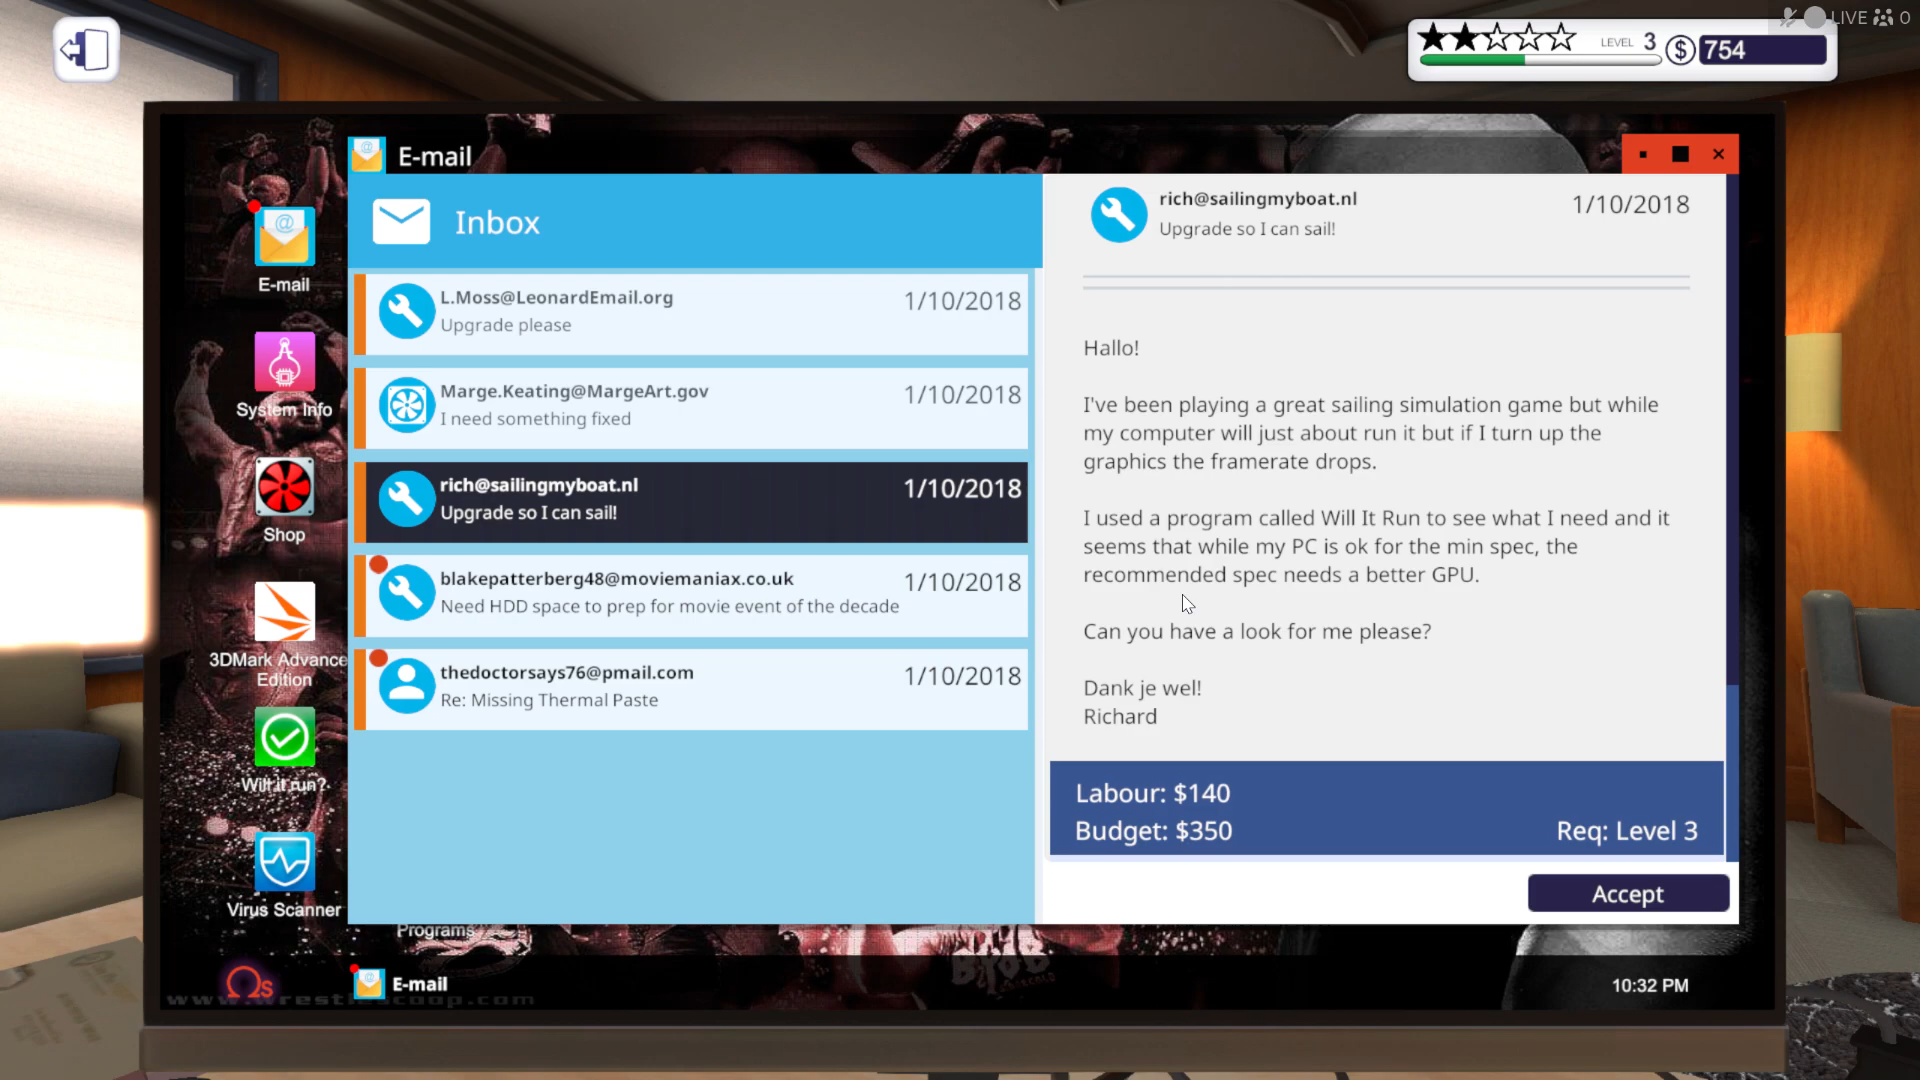 LIVE 0
LEVEL 3 $ 754
E-mail
Inbox
L.Moss@LeonardEmail.org 1/10/2018
Upgrade please
Marge.Keating@MargeArt.gov 1/10/2018
I need something fixed
rich@sailingmyboat.nl 1/10/2018
Upgrade so I can sail!
blakepatterberg48@moviemaniax.co.uk 1/10/2018
Need HDD space to prep for movie event of the decade
thedoctorsays76@pmail.com 1/10/2018
Re: Missing Thermal Paste
rich@sailingmyboat.nl 1/10/2018
Upgrade so I can sail!
Hallo!
I've been playing a great sailing simulation game but while
my computer will just about run it but if I turn up the
graphics the framerate drops.
I used a program called Will It Run to see what I need and it
seems that while my PC is ok for the min spec, the
recommended spec needs a better GPU.
Can you have a look for me please?
Dank je wel!
Richard
Labour: $140
Budget: $350 Req: Level 3
Accept
E-mail
System Info
Shop
3DMark Advance
Edition
Will it run?
Virus Scanner
Programs
Ωs E-mail 10:32 PM